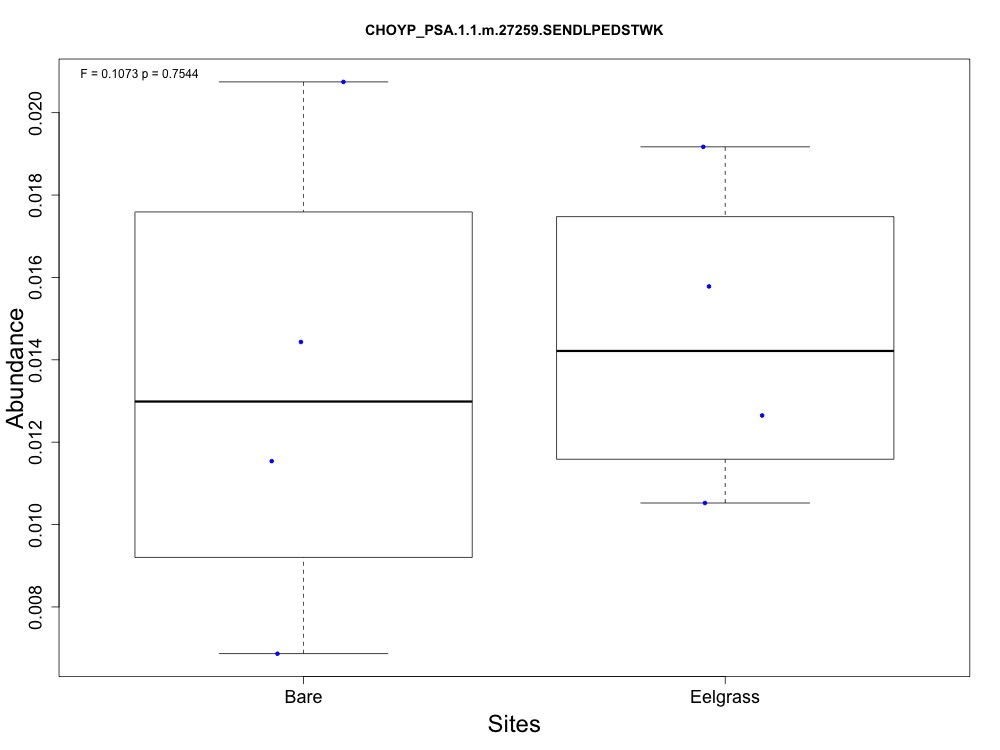 CHOYP_PSA.1.1.m.27259.SENDLPEDSTWK
F = 0.1073 p = 0.7544
0.020
0.018
0.016
0.014
0.012
0.010
0.008
Abundance
Bare
Eelgrass
Sites